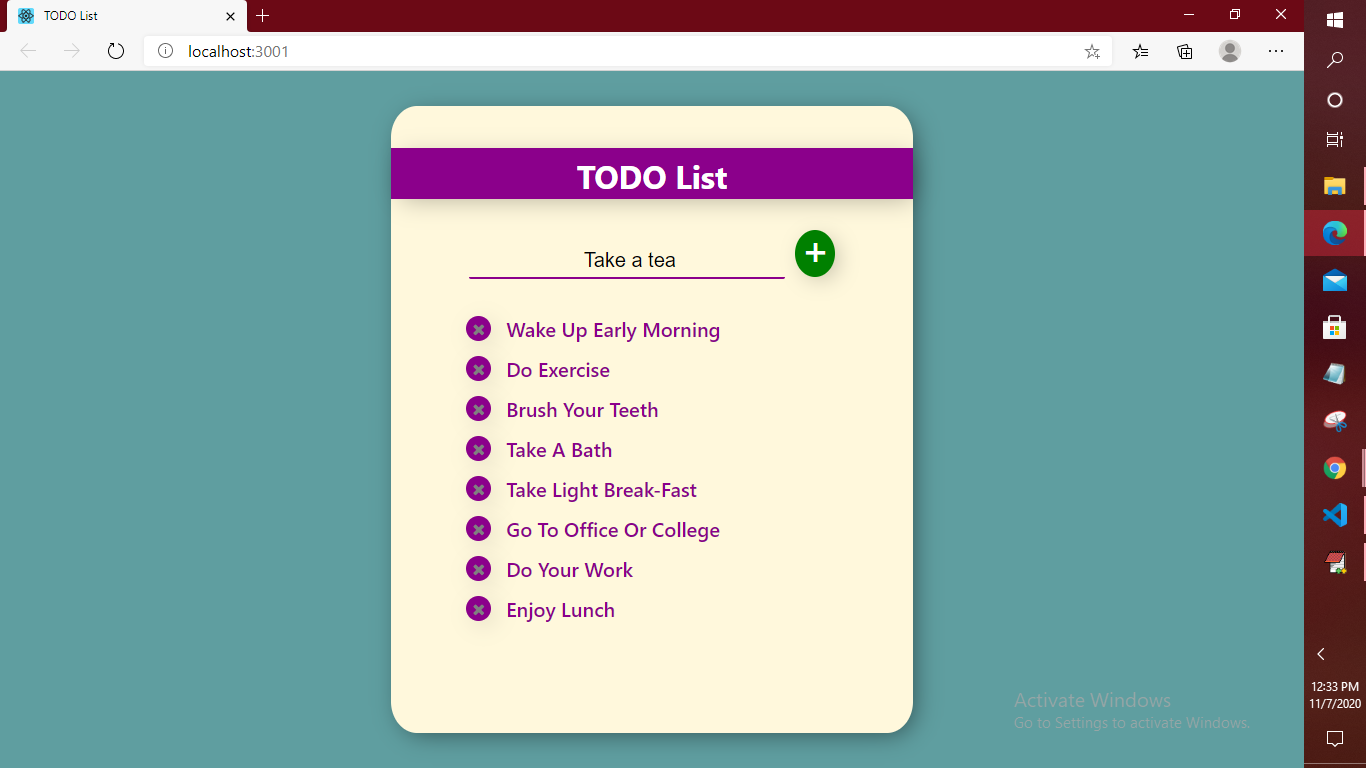 TODO List
localhost:3001
TODO List
Take a tea
Wake Up Early Morning
Do Exercise
Brush Your Teeth
Take A Bath
Take Light Break-Fast
Go To Office Or College
Do Your Work
Enjoy Lunch
Activate Windows
Go to Settings to activate Windows.
12:33 PM
11/7/2020